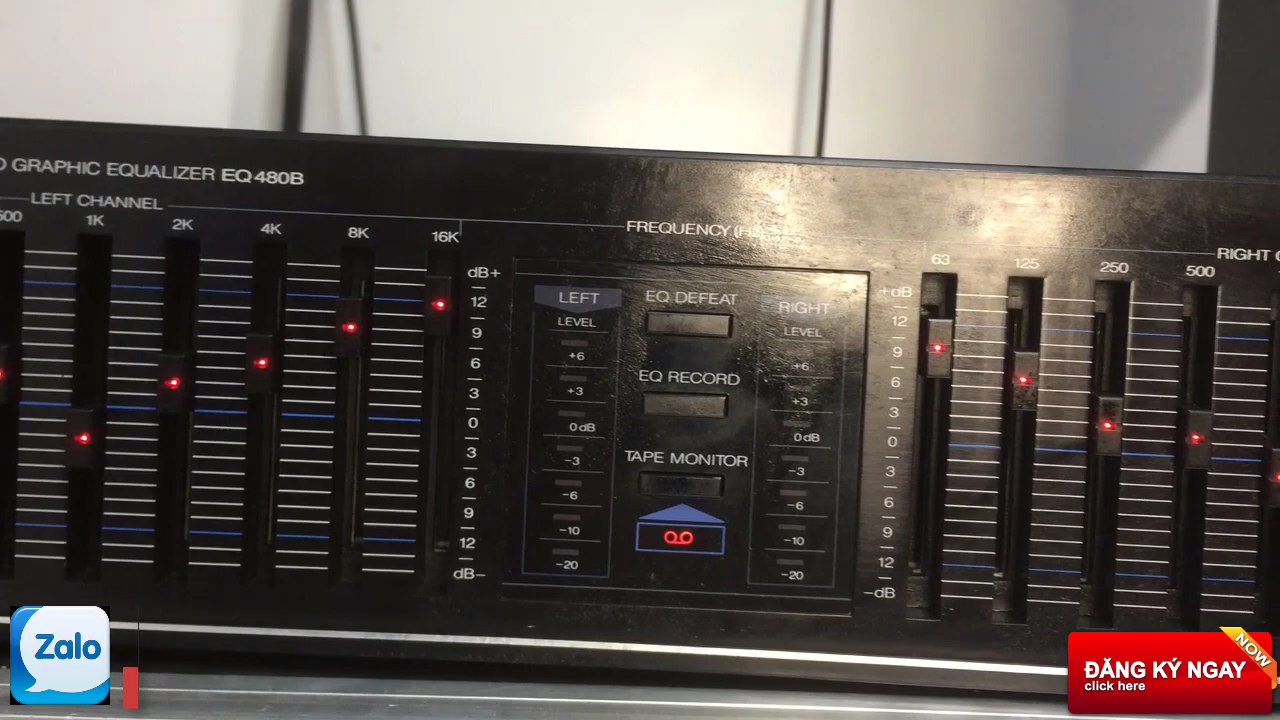 O GRAPHIC EQUALIZER EQ480B
LEFT CHANNEL
500 1K 2K 4K 8K 16K
FREQUENCY (H
RIGHT C
63 125 250 500
dB+
12
9
6
3
0
3
6
9
12
dB−
LEFT
LEVEL
+6
+3
0dB
−3
−6
−10
−20
EQ DEFEAT
EQ RECORD
TAPE MONITOR
RIGHT
LEVEL
+6
+3
0dB
−3
−6
−10
−20
+dB
12
9
6
3
0
3
6
9
12
−dB
Zalo
NOW
ĐĂNG KÝ NGAY
click here